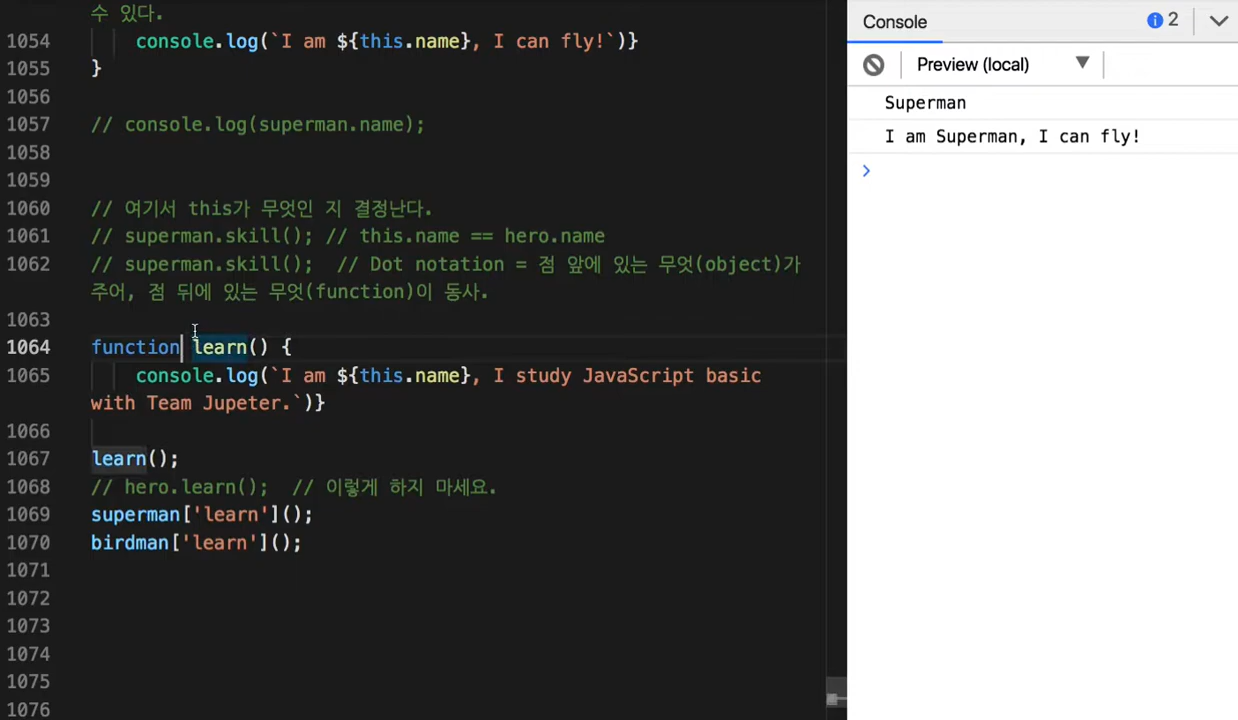 수 있다.
1054 console.log(`I am ${this.name}, I can fly!`)}
1055 }
1056
1057 // console.log(superman.name);
1058
1059
1060 // 여기서 this가 무엇인 지 결정난다.
1061 // superman.skill(); // this.name == hero.name
1062 // superman.skill();  // Dot notation = 점 앞에 있는 무엇(object)가
주어, 점 뒤에 있는 무엇(function)이 동사.
1063
1064 function learn() {
1065 console.log(`I am ${this.name}, I study JavaScript basic
with Team Jupeter.`)}
1066
1067 learn();
1068 // hero.learn();  // 이렇게 하지 마세요.
1069 superman['learn']();
1070 birdman['learn']();
1071
1072
1073
1074
1075
1076
Console 2
Preview (local)
Superman
I am Superman, I can fly!